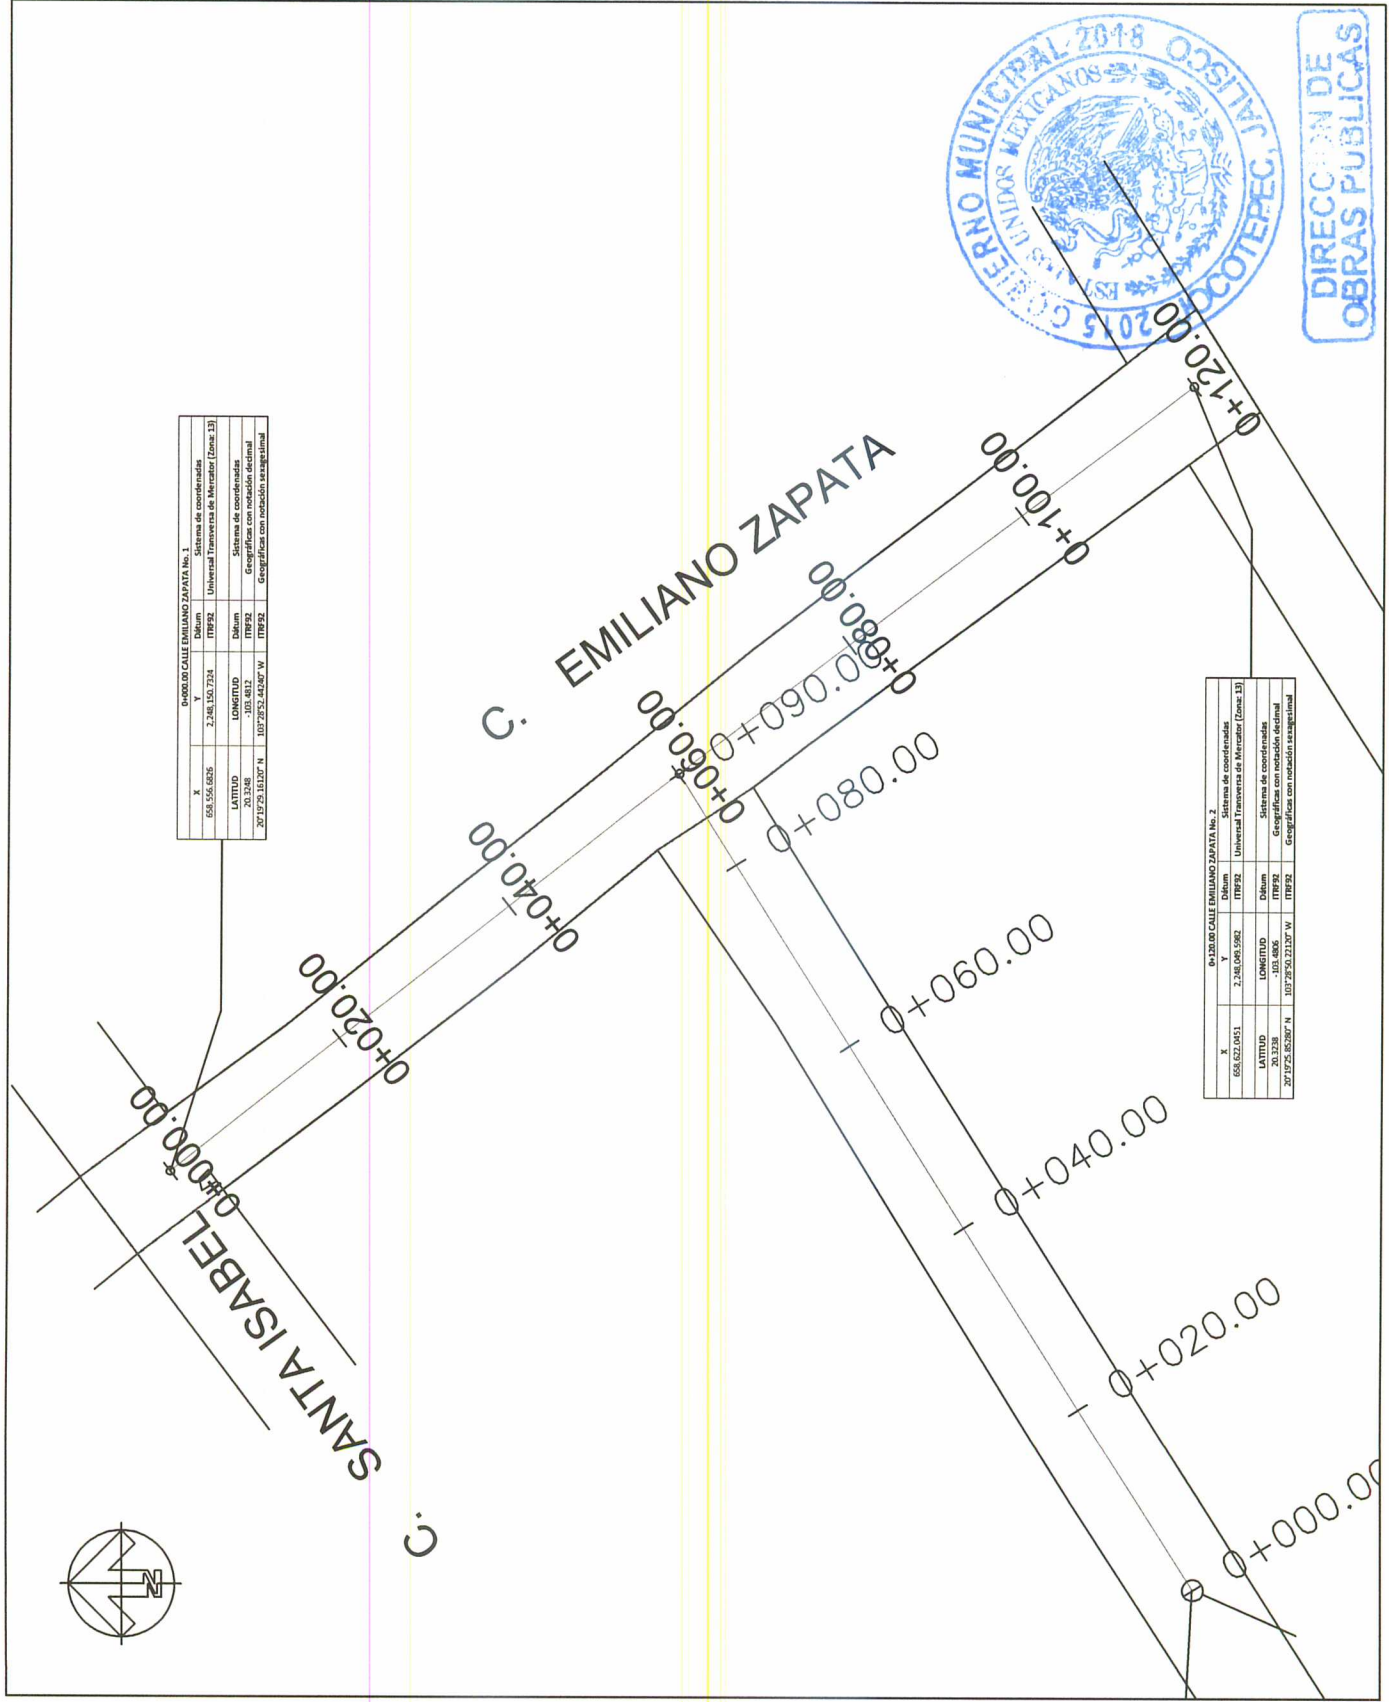 0+000.00 CALLE EMILIANO ZAPATA No. 1
X Y Dátum Sistema de coordenadas
658,556.6826 2,248,150.7324 ITRF92 Universal Transversa de Mercator (Zona: 13)
LATITUD LONGITUD Dátum Sistema de coordenadas
20.3248 -103.4812 ITRF92 Geográficas con notación decimal
20°19'29.16120" N 103°28'52.44240" W ITRF92 Geográficas con notación sexagesimal
GOBIERNO MUNICIPAL 2015 2018
JOCOTEPEC, JALISCO
ESTADOS UNIDOS MEXICANOS
DIRECCION DE
OBRAS PUBLICAS
C. EMILIANO ZAPATA
0+000.00
0+020.00
0+040.00
0+060.00
0+080.00
0+100.00
0+120.00
C. SANTA ISABEL
N
0+090.08
0+080.00
0+060.00
0+040.00
0+020.00
0+000.00
0+120.00 CALLE EMILIANO ZAPATA No. 2
X Y Dátum Sistema de coordenadas
658,622.0451 2,248,049.5982 ITRF92 Universal Transversa de Mercator (Zona: 13)
LATITUD LONGITUD Dátum Sistema de coordenadas
20.3238 -103.4806 ITRF92 Geográficas con notación decimal
20°19'25.85280" N 103°28'50.22120" W ITRF92 Geográficas con notación sexagesimal